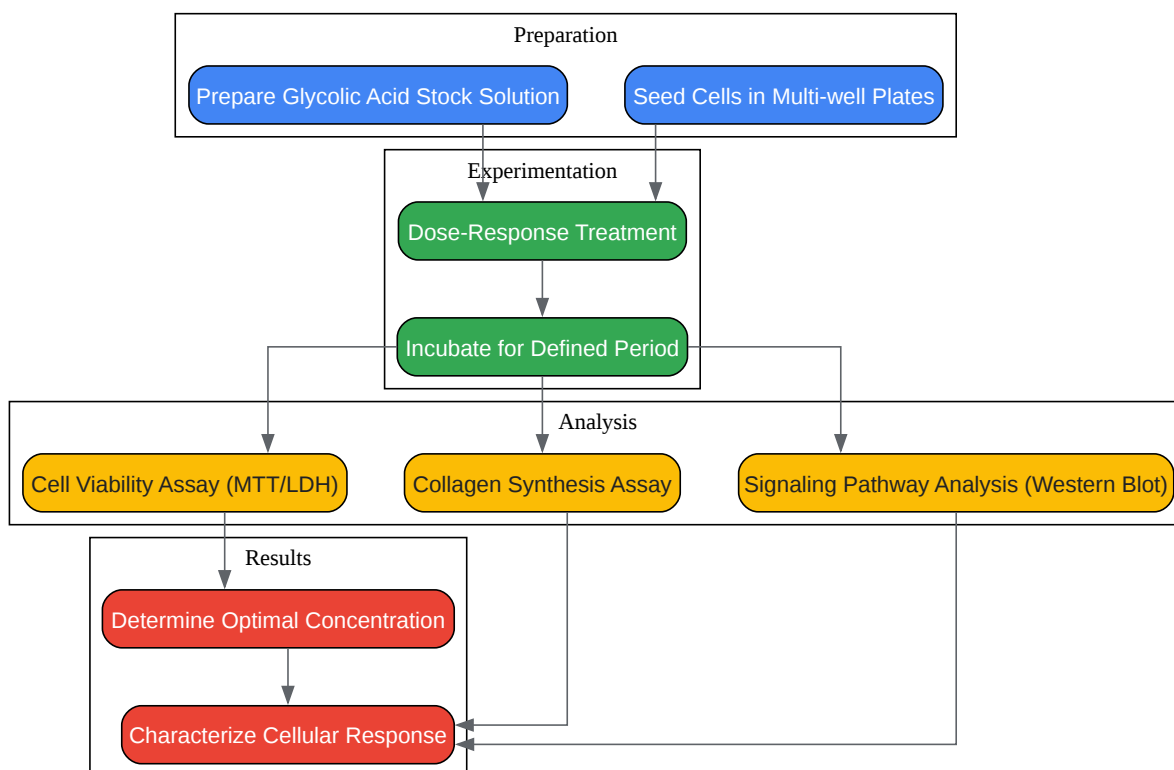 Preparation
Prepare Glycolic Acid Stock Solution
Seed Cells in Multi-well Plates
Experimentation
Dose-Response Treatment
Incubate for Defined Period
Analysis
Cell Viability Assay (MTT/LDH)
Collagen Synthesis Assay
Signaling Pathway Analysis (Western Blot)
Results
Determine Optimal Concentration
Characterize Cellular Response